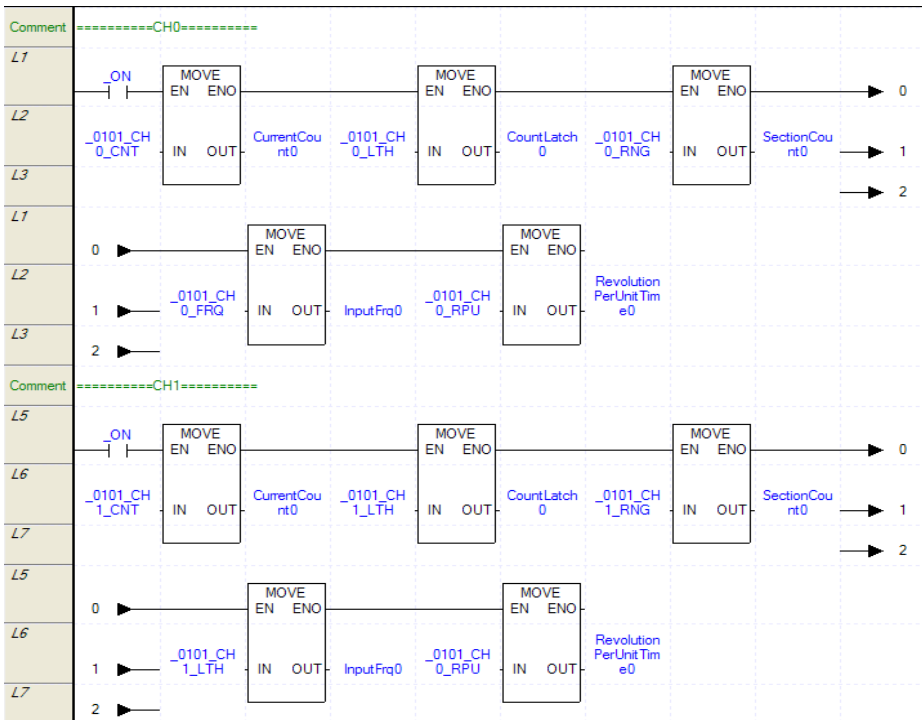 Comment ==========CH0==========
L1
_ON MOVE MOVE MOVE
EN ENO EN ENO EN ENO 0
L2
_0101_CH CurrentCou _0101_CH CountLatch _0101_CH SectionCou
0_CNT IN OUT nt0 0_LTH IN OUT 0 0_RNG IN OUT nt0 1
L3
2
L1
MOVE MOVE
0 EN ENO EN ENO
L2
Revolution
_0101_CH _0101_CH PerUnitTim
1 0_FRQ IN OUT InputFrq0 0_RPU IN OUT e0
L3
2
Comment ==========CH1==========
L5
_ON MOVE MOVE MOVE
EN ENO EN ENO EN ENO 0
L6
_0101_CH CurrentCou _0101_CH CountLatch _0101_CH SectionCou
1_CNT IN OUT nt0 1_LTH IN OUT 0 1_RNG IN OUT nt0 1
L7
2
L5
MOVE MOVE
0 EN ENO EN ENO
L6
Revolution
_0101_CH _0101_CH PerUnitTim
1 1_LTH IN OUT InputFrq0 0_RPU IN OUT e0
L7
2